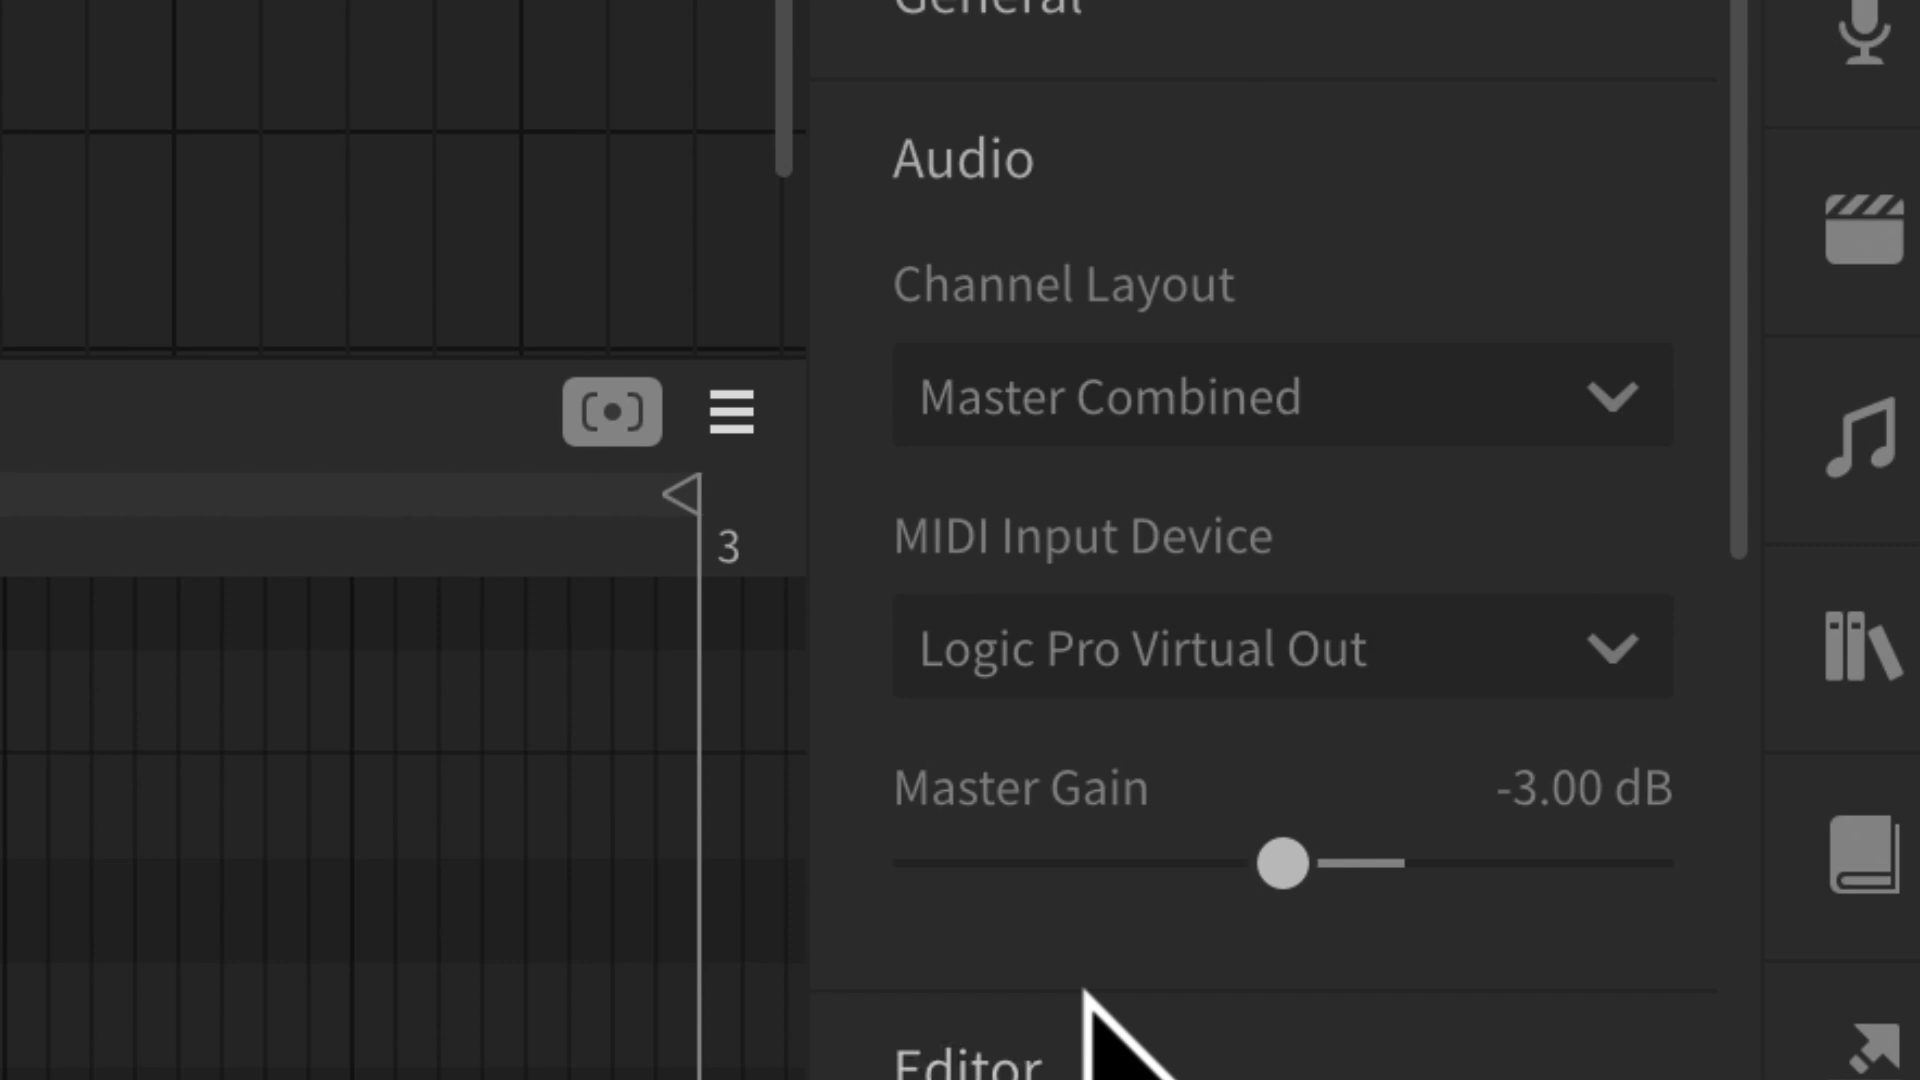 General
Audio
Channel Layout
Master Combined
MIDI Input Device
Logic Pro Virtual Out
3
Master Gain -3.00 dB
Editor